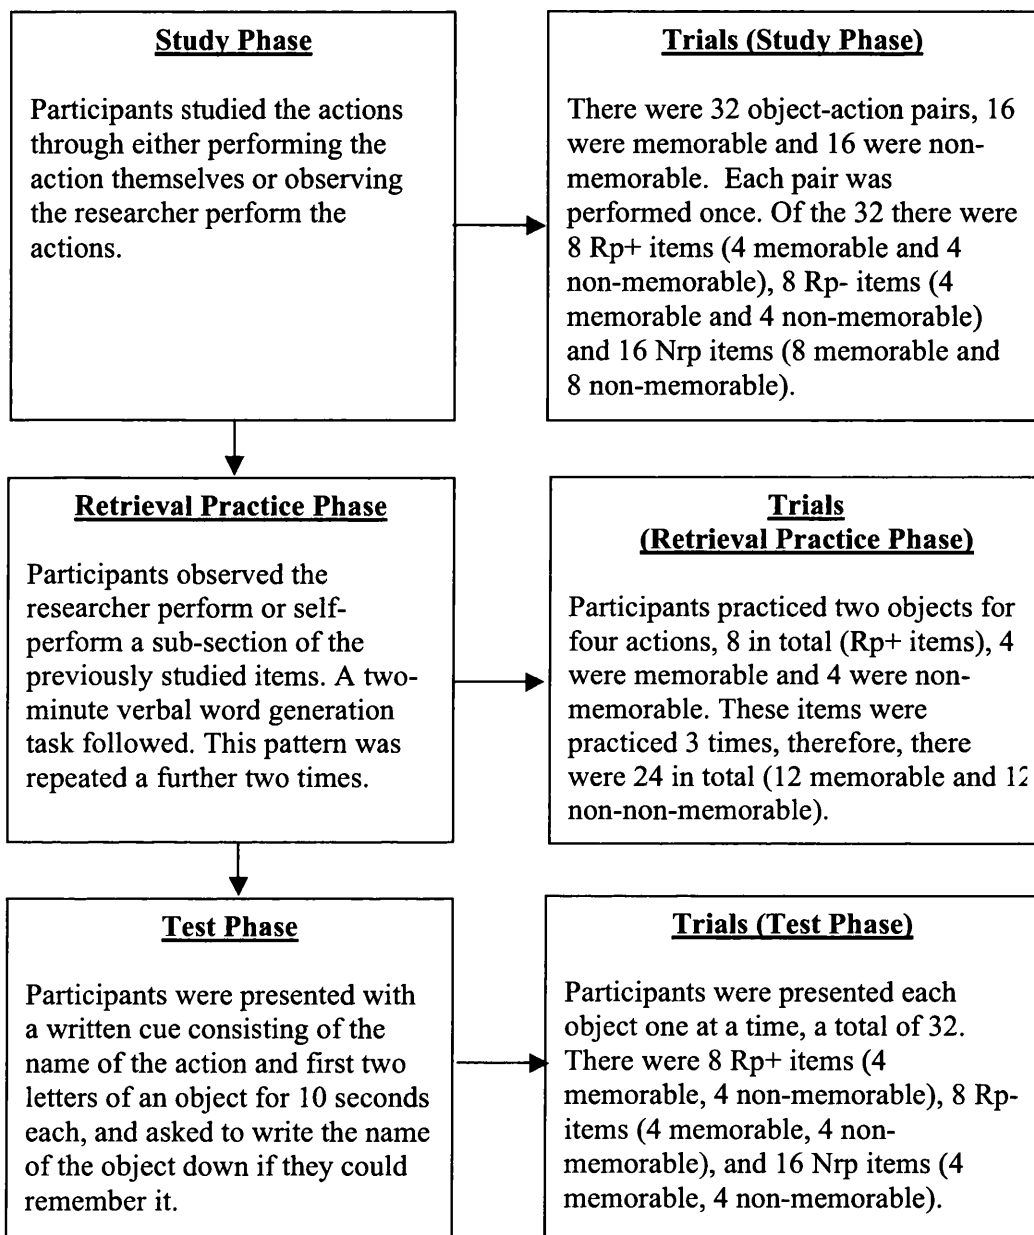 Study Phase
Participants studied the actions
through either performing the
action themselves or observing
the researcher perform the
actions.
Trials (Study Phase)
There were 32 object-action pairs, 16
were memorable and 16 were non-
memorable. Each pair was
performed once. Of the 32 there were
8 Rp+ items (4 memorable and 4
non-memorable), 8 Rp- items (4
memorable and 4 non-memorable)
and 16 Nrp items (8 memorable and
8 non-memorable).
Retrieval Practice Phase
Participants observed the
researcher perform or self-
perform a sub-section of the
previously studied items. A two-
minute verbal word generation
task followed. This pattern was
repeated a further two times.
Trials
(Retrieval Practice Phase)
Participants practiced two objects for
four actions, 8 in total (Rp+ items), 4
were memorable and 4 were non-
memorable. These items were
practiced 3 times, therefore, there
were 24 in total (12 memorable and 12
non-non-memorable).
Test Phase
Participants were presented with
a written cue consisting of the
name of the action and first two
letters of an object for 10 seconds
each, and asked to write the name
of the object down if they could
remember it.
Trials (Test Phase)
Participants were presented each
object one at a time, a total of 32.
There were 8 Rp+ items (4
memorable, 4 non-memorable), 8 Rp-
items (4 memorable, 4 non-
memorable), and 16 Nrp items (4
memorable, 4 non-memorable).